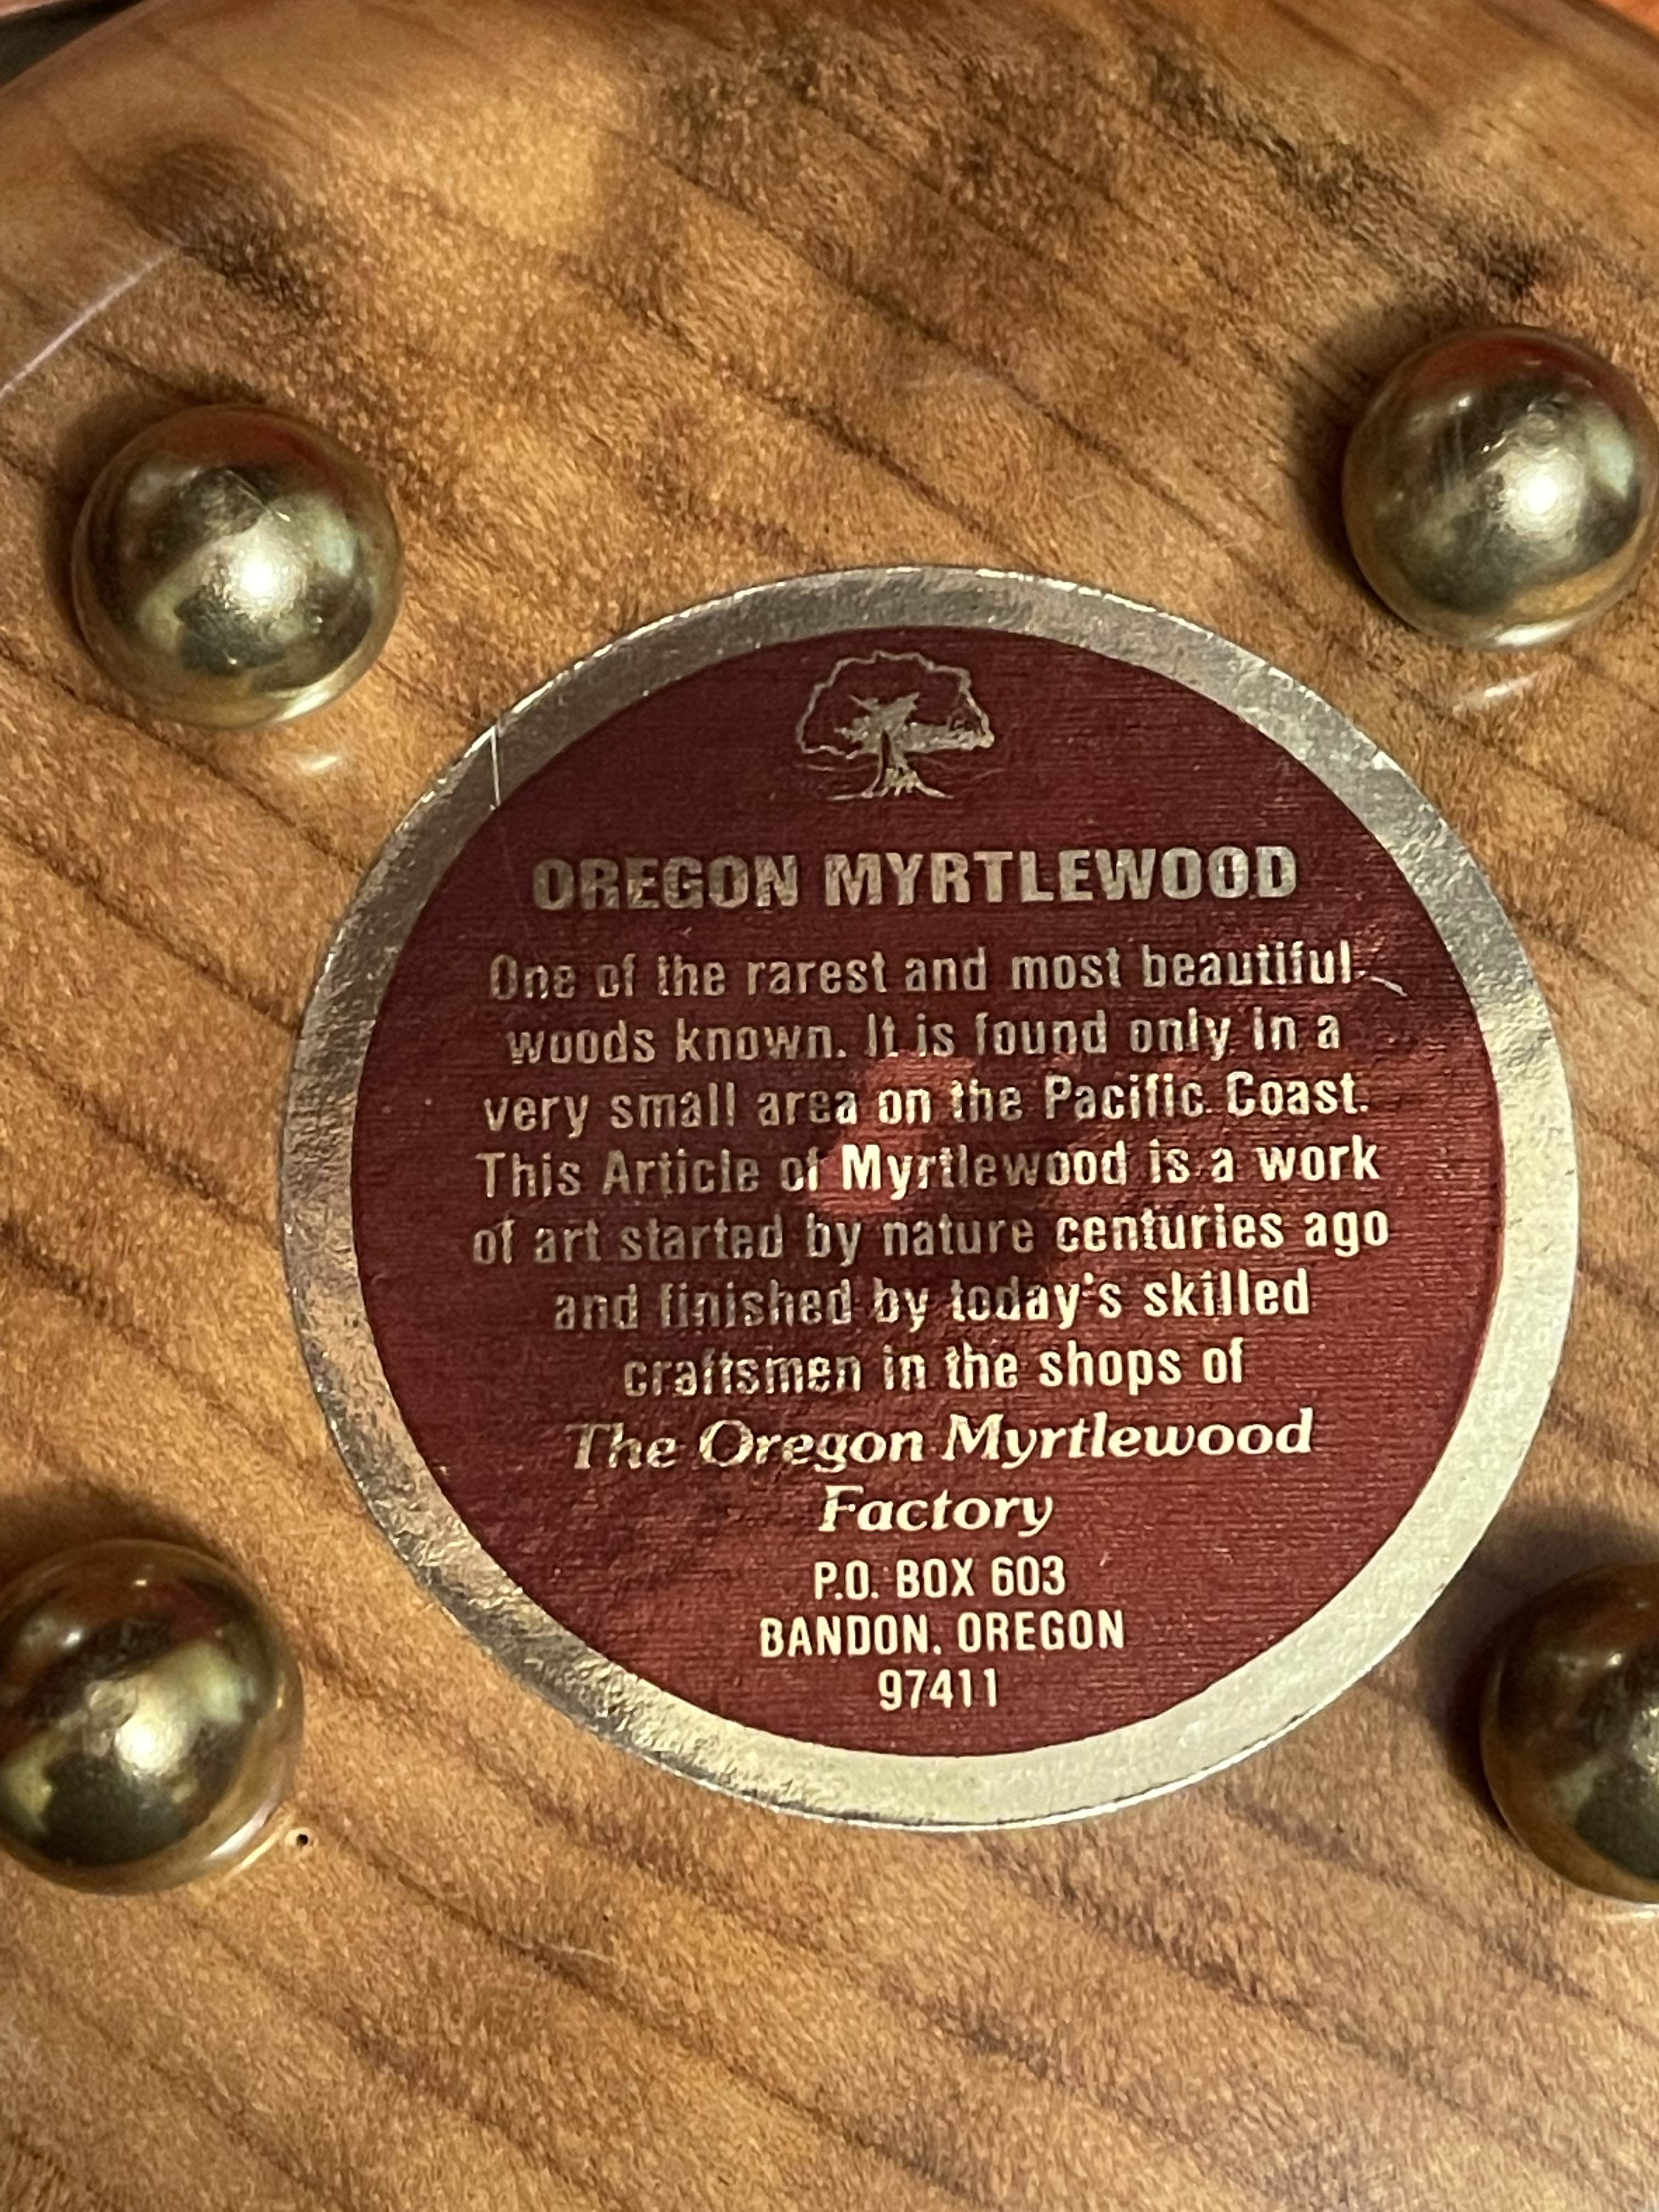 OREGON MYRTLEWOOD
One of the rarest and most beautiful
woods known. It is found only in a
very small area on the Pacific Coast.
This Article of Myrtlewood is a work
of art started by nature centuries ago
and finished by today's skilled
craftsmen in the shops of
The Oregon Myrtlewood
Factory
P.O. BOX 603
BANDON, OREGON
97411